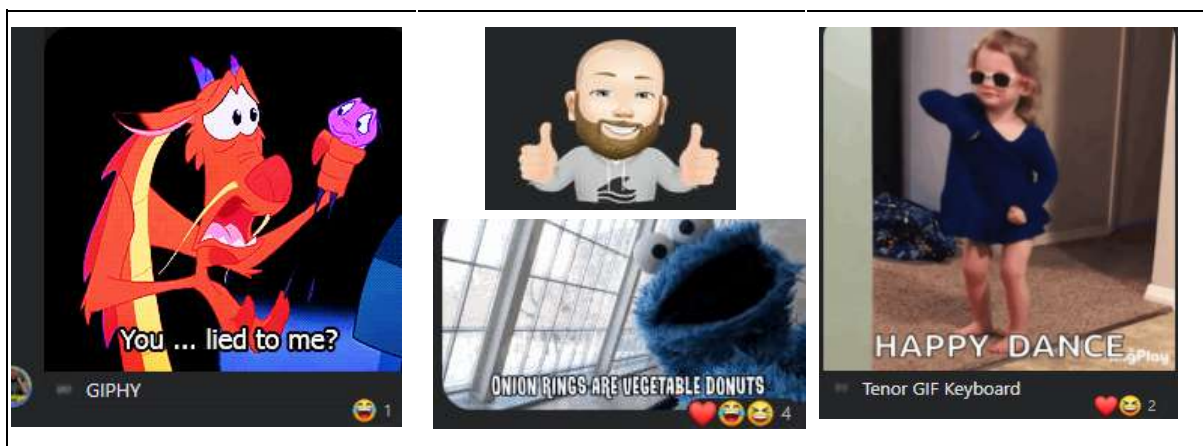 You ... lied to me?
GIPHY
1
ONION RINGS ARE VEGETABLE DONUTS
4
HAPPY DANCE
Tenor GIF Keyboard
2